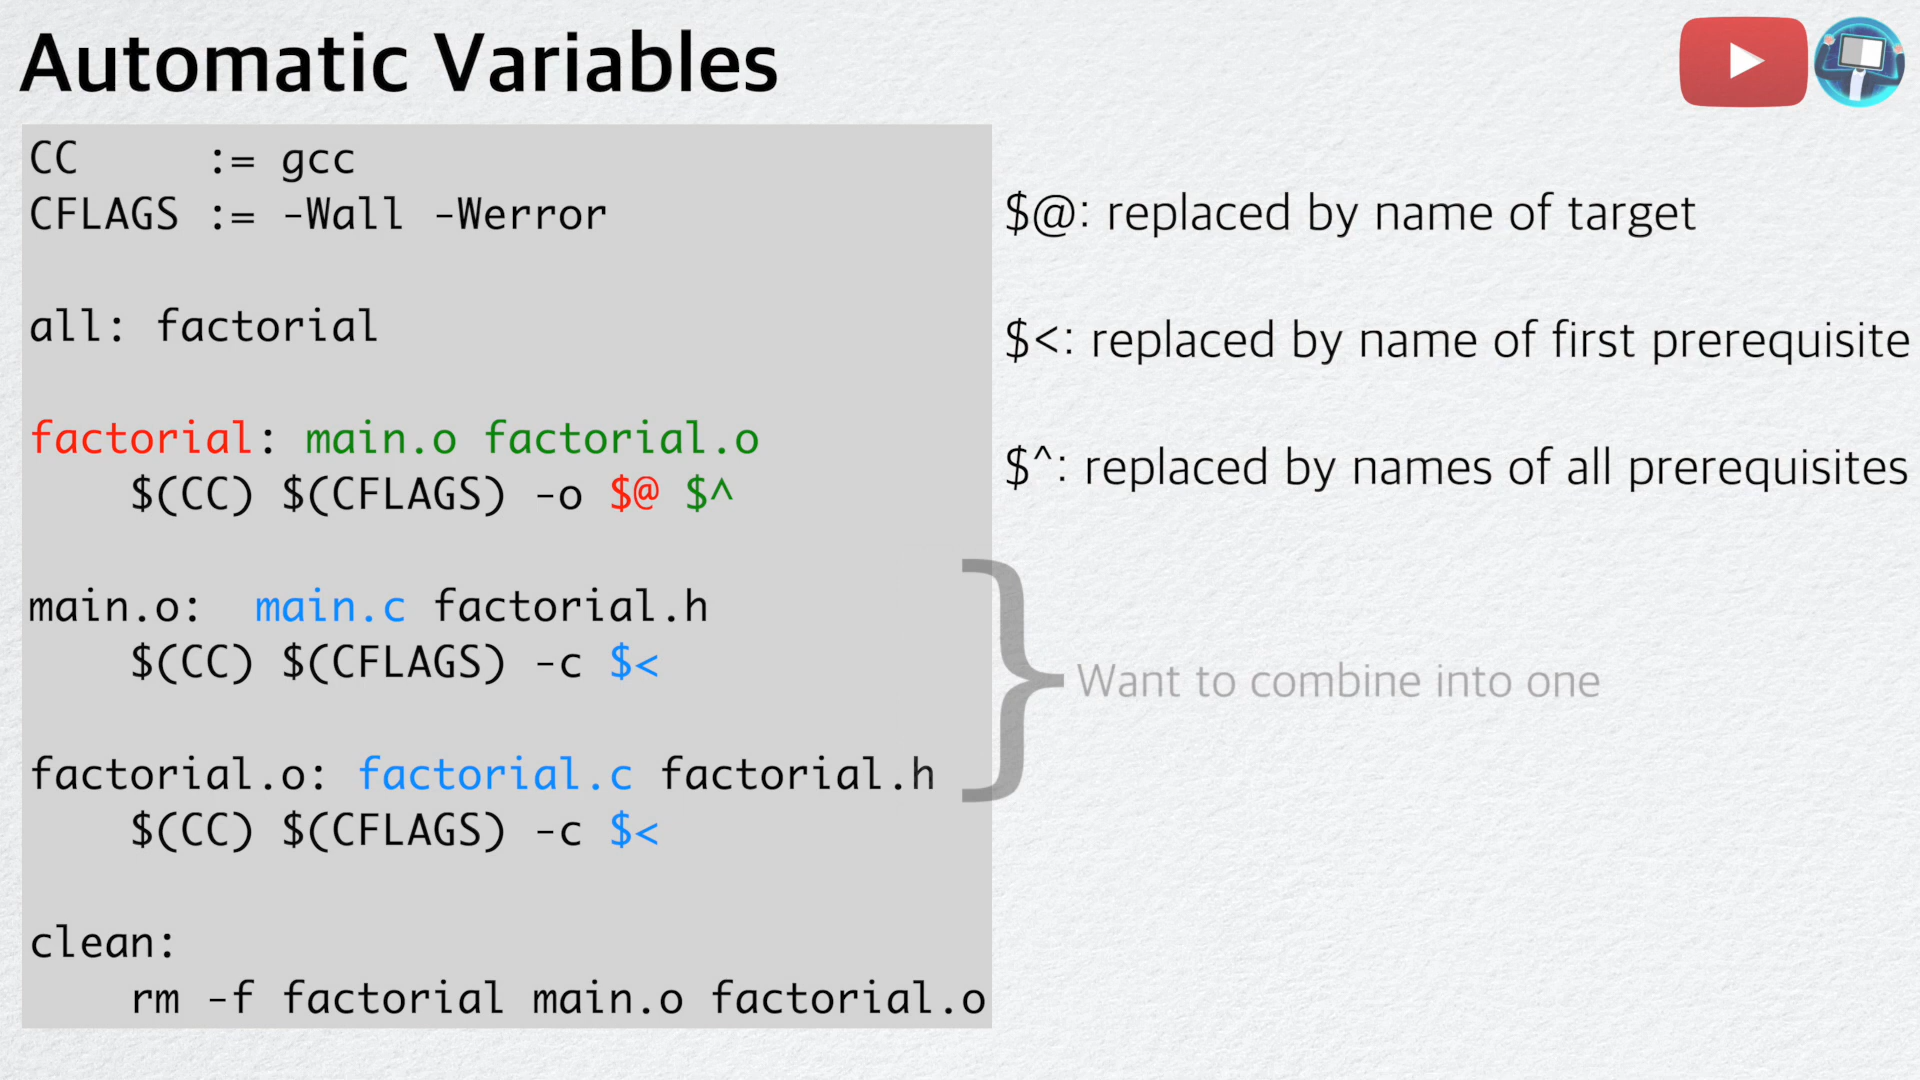 Automatic Variables
CC     := gcc
CFLAGS := -Wall -Werror
all: factorial
factorial: main.o factorial.o
    $(CC) $(CFLAGS) -o $@ $^
main.o:  main.c factorial.h
    $(CC) $(CFLAGS) -c $<
factorial.o: factorial.c factorial.h
    $(CC) $(CFLAGS) -c $<
clean:
    rm -f factorial main.o factorial.o
$@: replaced by name of target
$<: replaced by name of first prerequisite
$^: replaced by names of all prerequisites
Want to combine into one